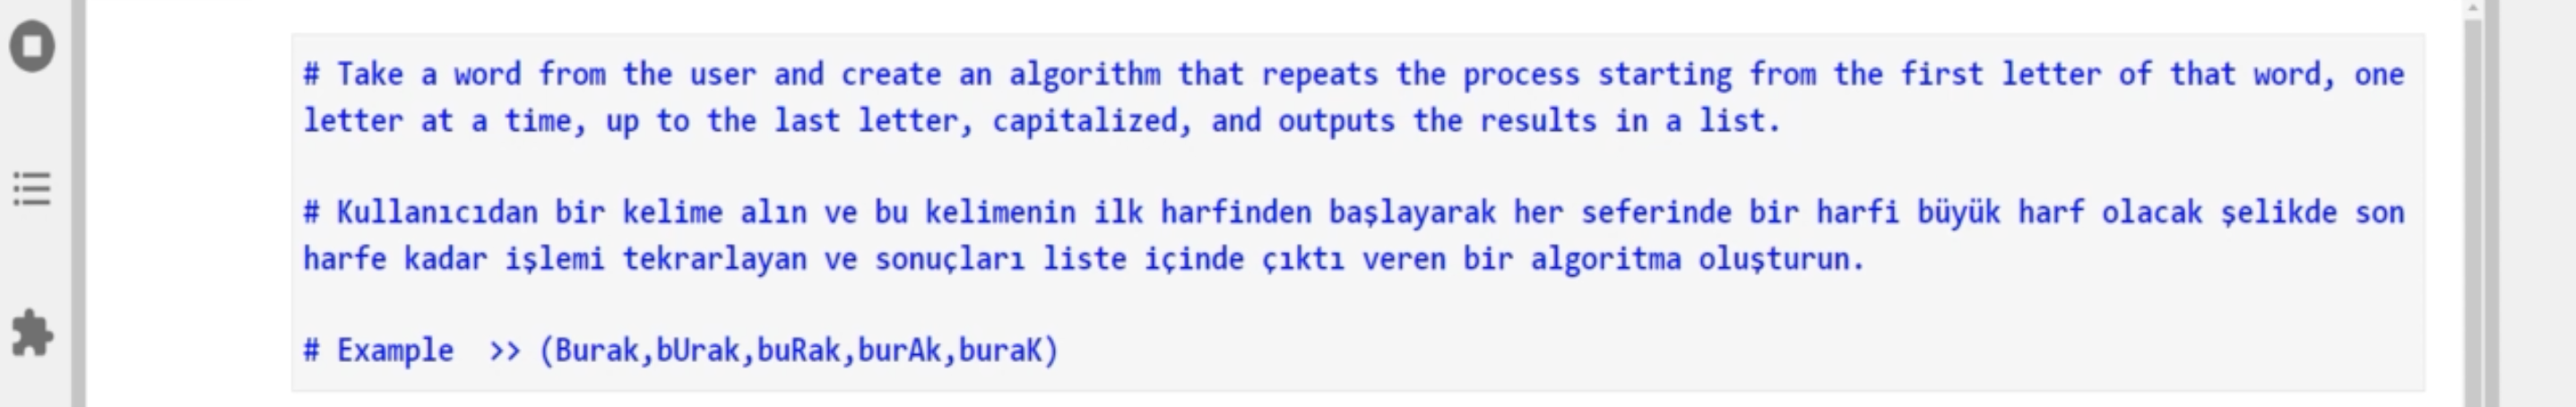 # Take a word from the user and create an algorithm that repeats the process starting from the first letter of that word, one
letter at a time, up to the last letter, capitalized, and outputs the results in a list.
# Kullanıcıdan bir kelime alın ve bu kelimenin ilk harfinden başlayarak her seferinde bir harfi büyük harf olacak şelikde son
harfe kadar işlemi tekrarlayan ve sonuçları liste içinde çıktı veren bir algoritma oluşturun.
# Example  >> (Burak,bUrak,buRak,burAk,buraK)